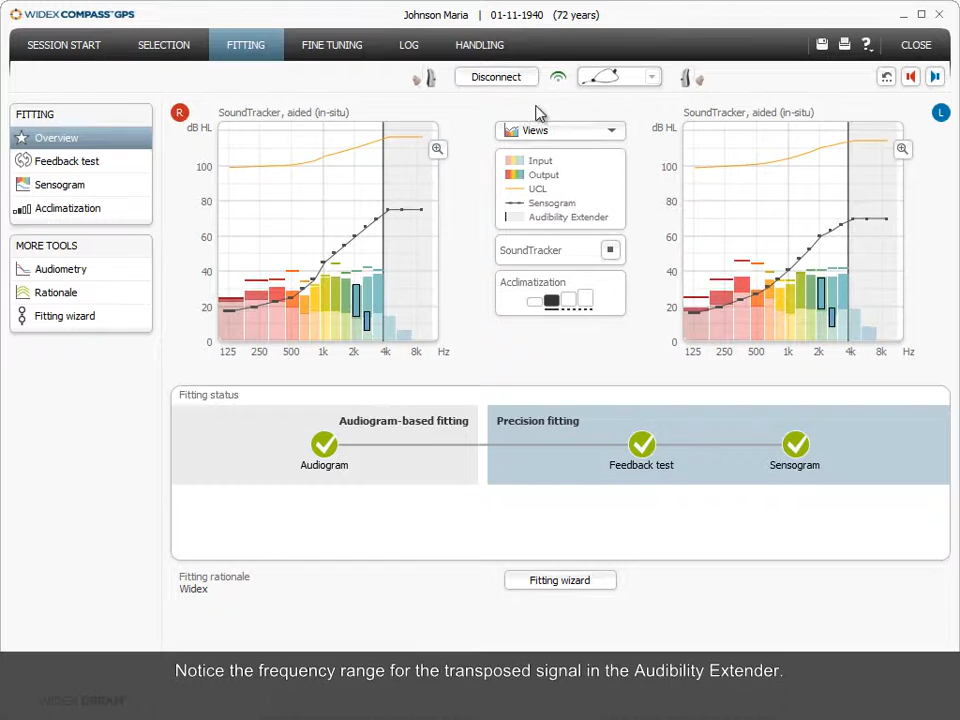 WIDEX COMPASS GPS
Johnson Maria | 01-11-1940 (72 years)
SESSION START SELECTION FITTING FINE TUNING LOG HANDLING CLOSE
Disconnect
FITTING
Overview
Feedback test
Sensogram
Acclimatization
MORE TOOLS
Audiometry
Rationale
Fitting wizard
R SoundTracker, aided (in-situ)
dB HL
100
80
60
40
20
0
125 250 500 1k 2k 4k 8k Hz
Views
Input
Output
UCL
Sensogram
Audibility Extender
SoundTracker
Acclimatization
SoundTracker, aided (in-situ) L
dB HL
100
80
60
40
20
0
125 250 500 1k 2k 4k 8k Hz
Fitting status
Audiogram-based fitting
Precision fitting
Audiogram
Feedback test
Sensogram
Fitting rationale
Widex
Fitting wizard
Notice the frequency range for the transposed signal in the Audibility Extender.
WIDEX DREAM